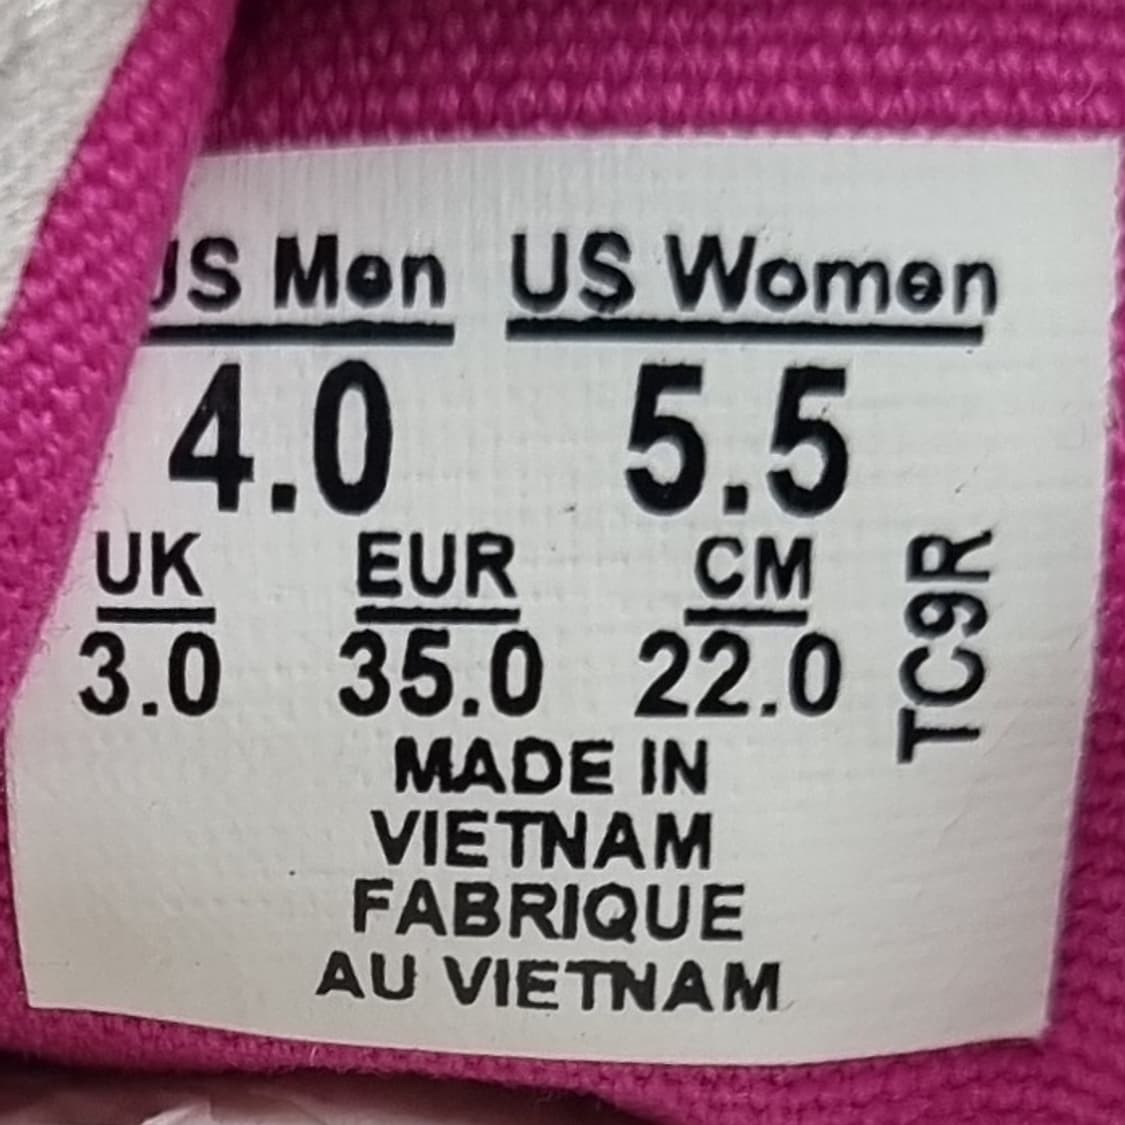 US Men US Women
4.0 5.5
UK EUR CM
3.0 35.0 22.0
TC9R
MADE IN
VIETNAM
FABRIQUE
AU VIETNAM